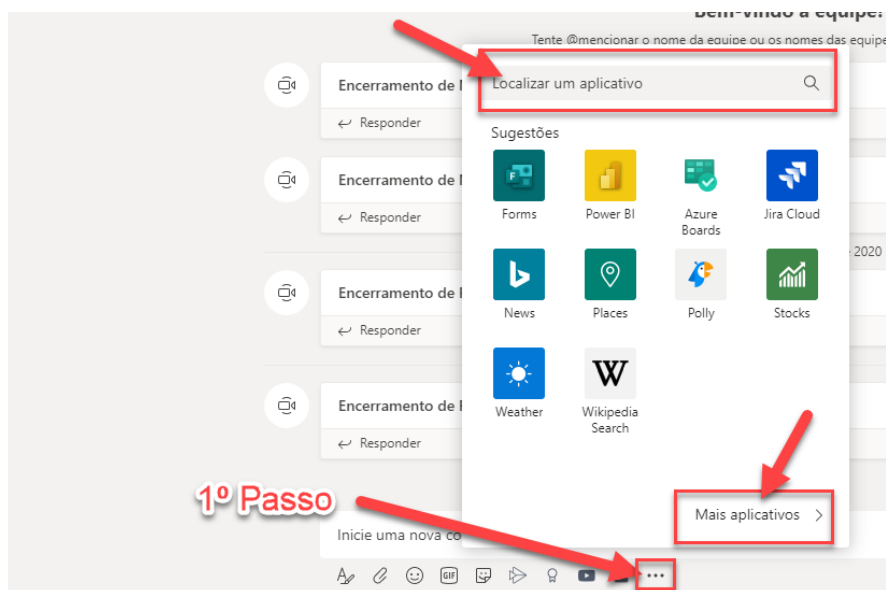 Bem-vindo à equipe!
Tente @mencionar o nome da equipe ou os nomes das equipe
Localizar um aplicativo
Encerramento de
Responder
Sugestões
F
Forms
Power BI
Azure
Boards
Jira Cloud
Encerramento de
Responder
2020
News
Places
Polly
Stocks
Encerramento de
Responder
W
Weather
Wikipedia
Search
Encerramento de
Responder
1º Passo
Mais aplicativos
Inicie uma nova co
GIF